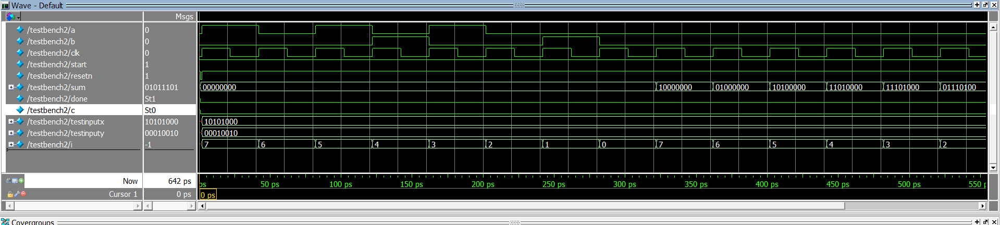 Wave - Default
Msgs
/testbench2/a 0
/testbench2/b 0
/testbench2/clk 0
/testbench2/start 1
/testbench2/resetn 1
/testbench2/sum 01011101 00000000 10000000 01000000 10100000 11010000 11101000 01110100
/testbench2/done St1
/testbench2/c St0
/testbench2/testinputx 10101000 10101000
/testbench2/testinputy 00010010 00010010
/testbench2/i -1 7 6 5 4 3 2 1 0 7 6 5 4 3 2
Now 642 ps ps 50 ps 100 ps 150 ps 200 ps 250 ps 300 ps 350 ps 400 ps 450 ps 500 ps 550
Cursor 1 0 ps 0 ps
Covergroups